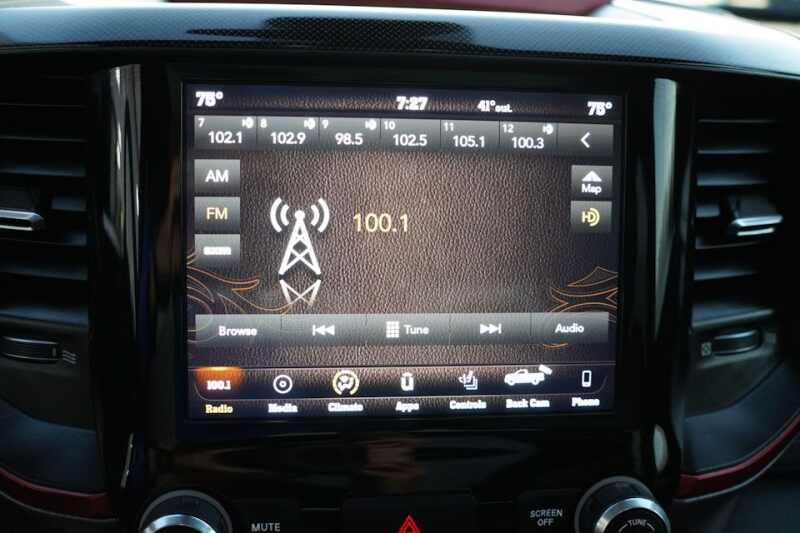 75° 7:27 41° out. 75°
7 8 9 10 11 12
102.1 102.9 98.5 102.5 105.1 100.3
AM
Map
FM 100.1
HD
Browse Tune Audio
100.1
Radio Media Climate Apps Controls Back Cam Phone
MUTE SCREEN OFF TUNE